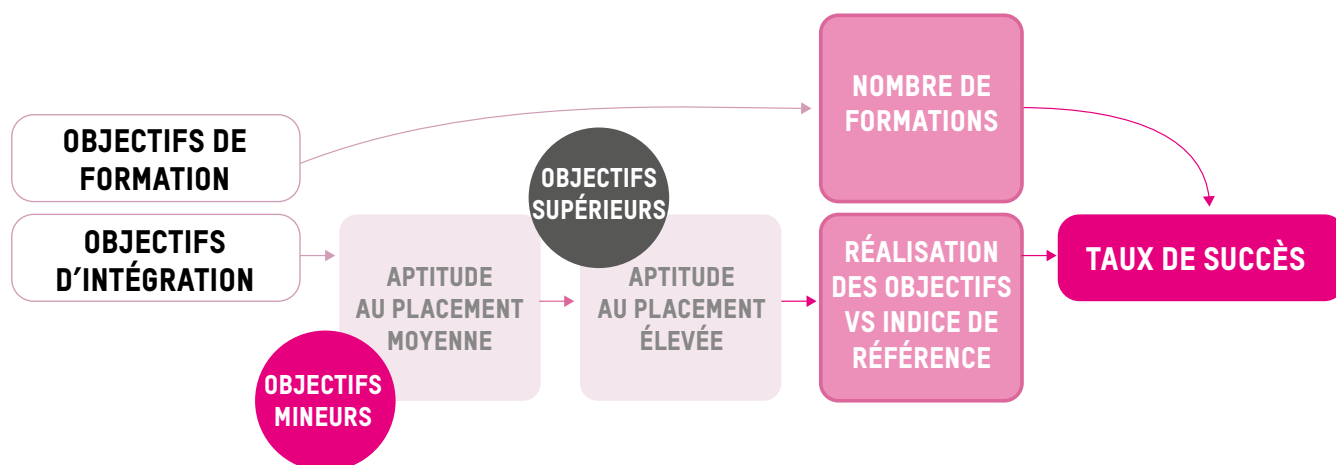 OBJECTIFS DE
FORMATION
OBJECTIFS
D’INTÉGRATION
OBJECTIFS
MINEURS
APTITUDE
AU PLACEMENT
MOYENNE
OBJECTIFS
SUPÉRIEURS
APTITUDE
AU PLACEMENT
ÉLEVÉE
NOMBRE DE
FORMATIONS
RÉALISATION
DES OBJECTIFS
VS INDICE DE
RÉFÉRENCE
TAUX DE SUCCÈS